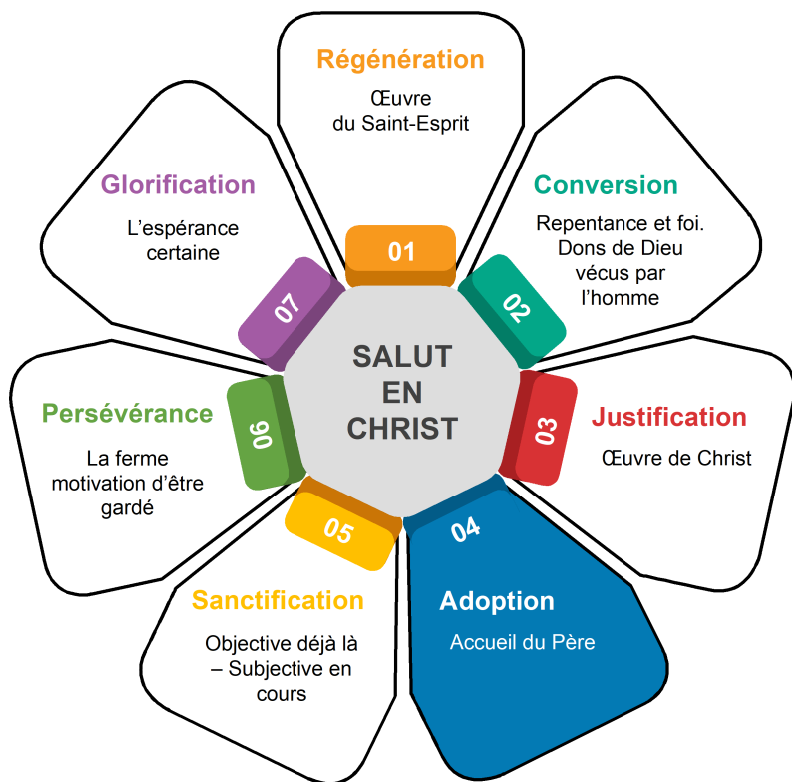 SALUT
EN
CHRIST
01
Régénération
Œuvre
du Saint-Esprit
02
Conversion
Repentance et foi.
Dons de Dieu
vécus par
l’homme
03
Justification
Œuvre de Christ
04
Adoption
Accueil du Père
05
Sanctification
Objective déjà là
– Subjective en
cours
06
Persévérance
La ferme
motivation d’être
gardé
07
Glorification
L’espérance
certaine